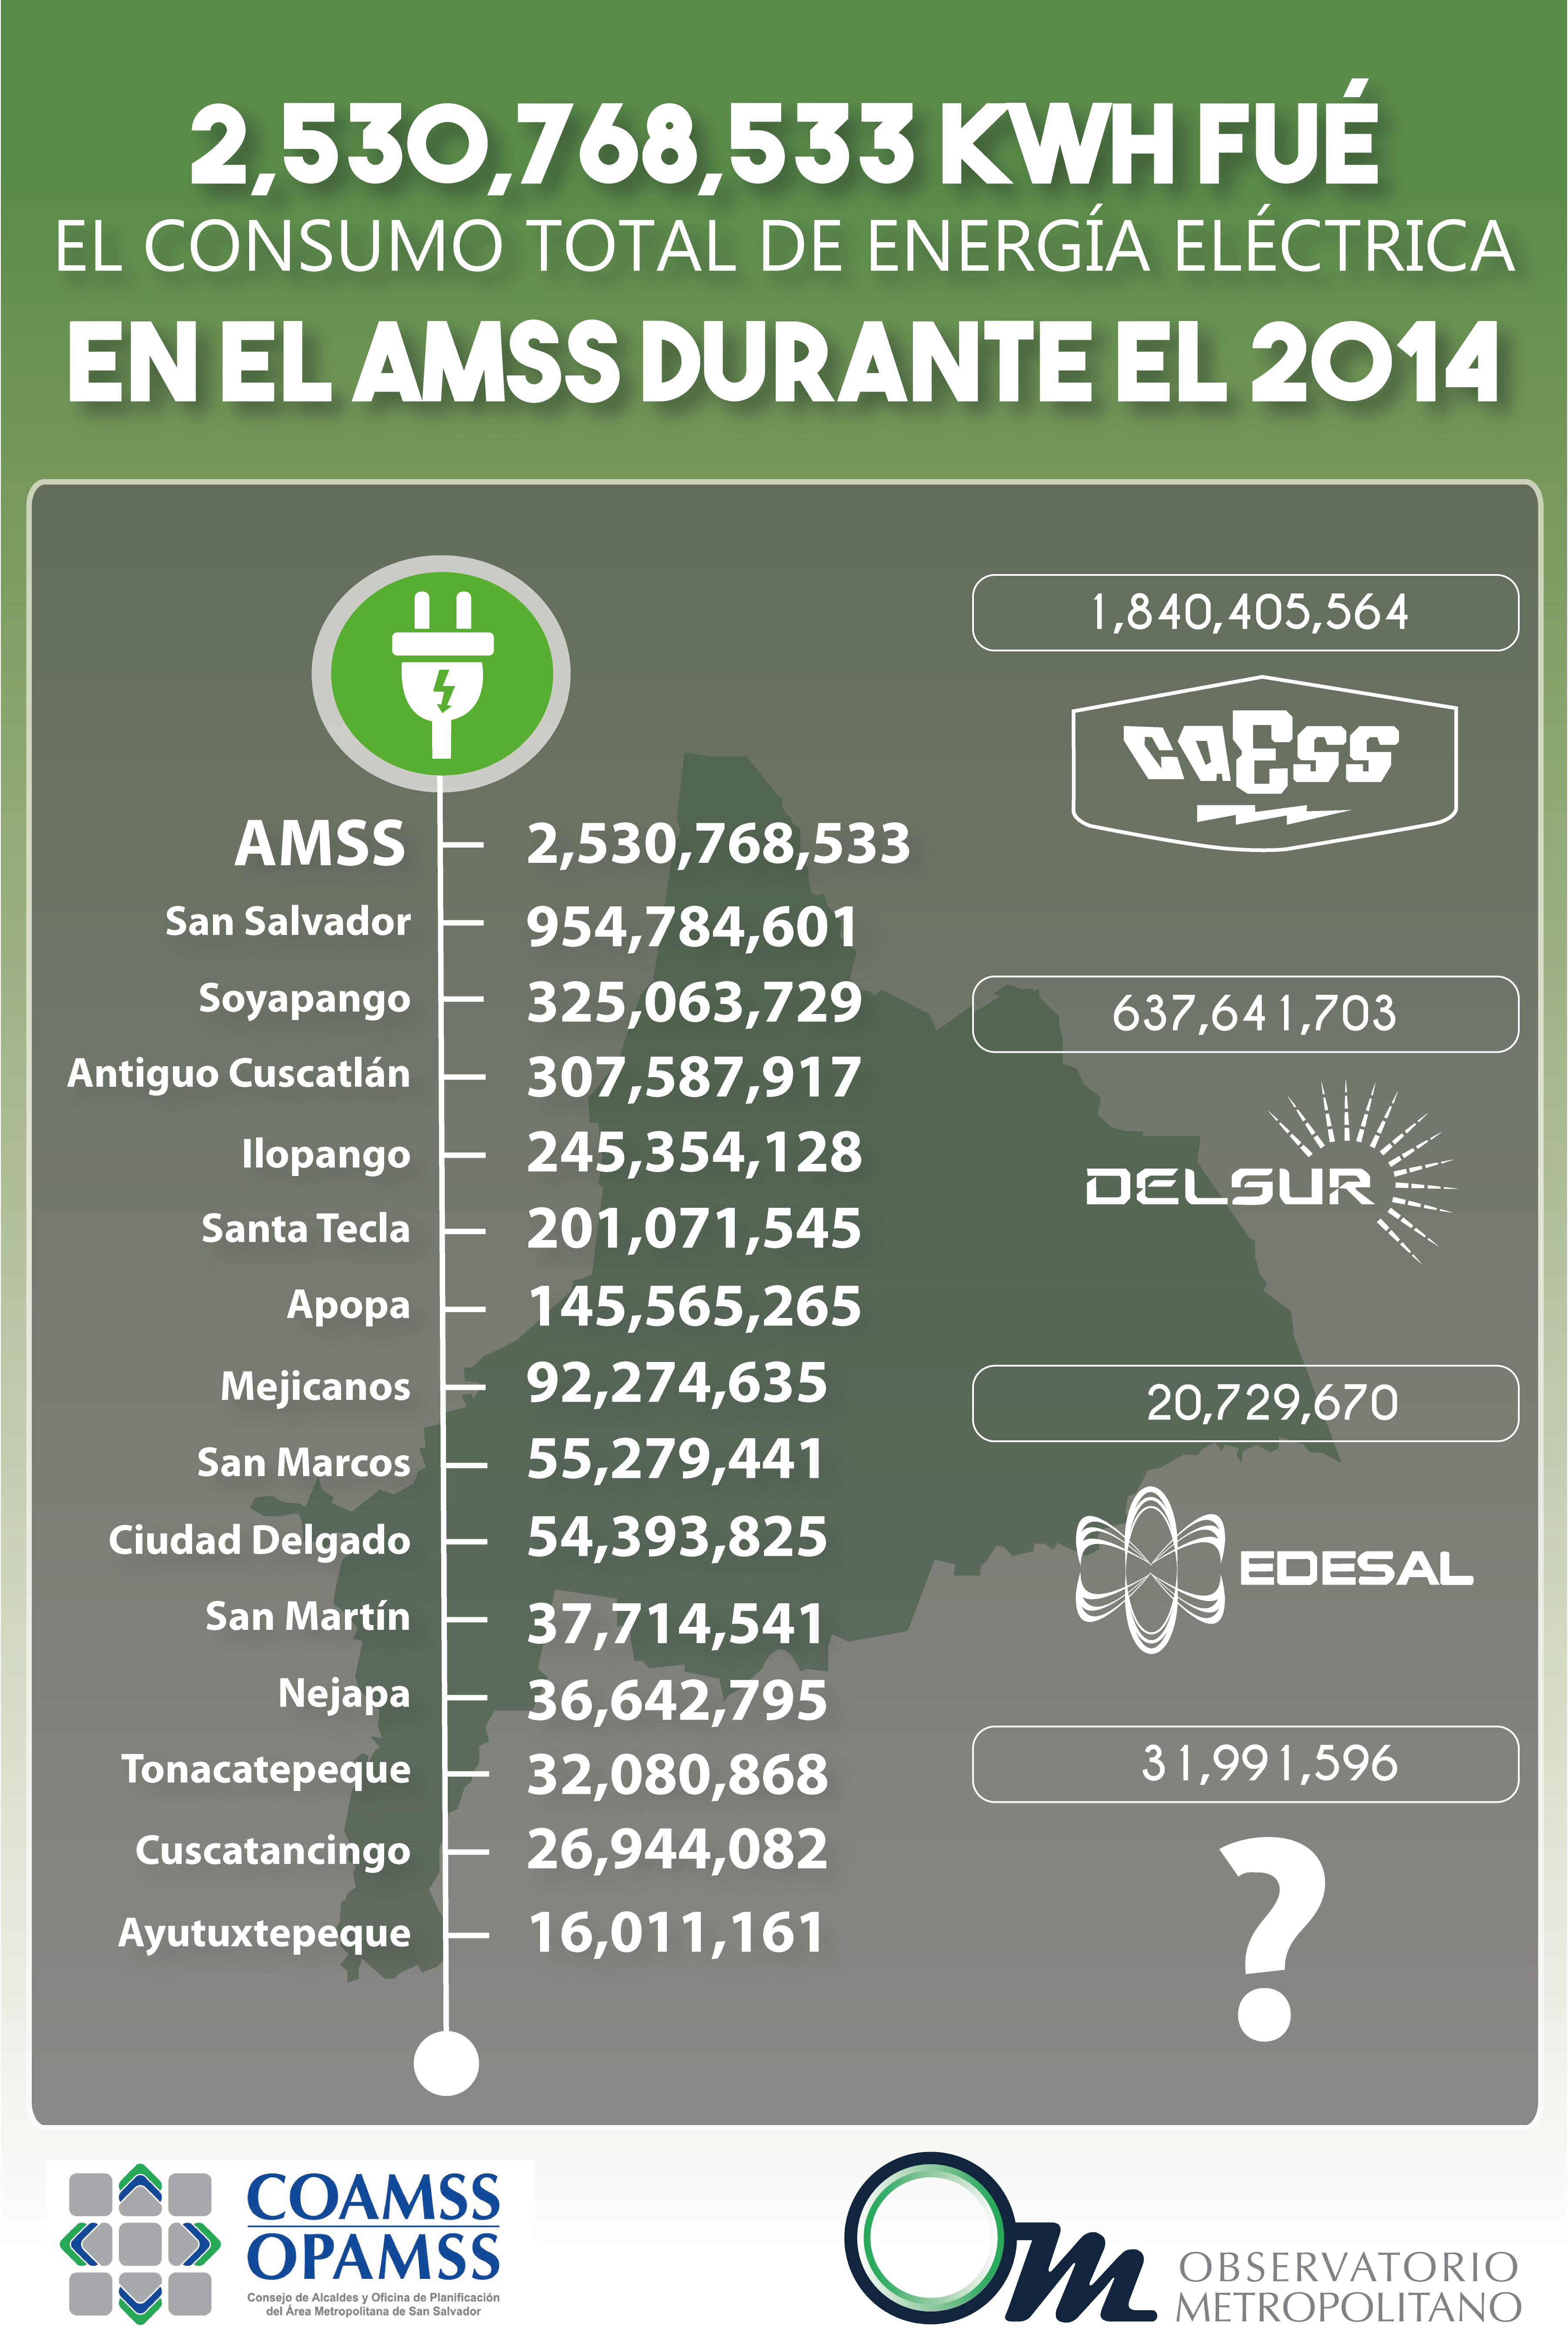 2,530,768,533 KWH FUÉ
EL CONSUMO TOTAL DE ENERGÍA ELÉCTRICA
EN EL AMSS DURANTE EL 2014
AMSS 2,530,768,533
San Salvador 954,784,601
Soyapango 325,063,729
Antiguo Cuscatlán 307,587,917
Ilopango 245,354,128
Santa Tecla 201,071,545
Apopa 145,565,265
Mejicanos 92,274,635
San Marcos 55,279,441
Ciudad Delgado 54,393,825
San Martín 37,714,541
Nejapa 36,642,795
Tonacatepeque 32,080,868
Cuscatancingo 26,944,082
Ayutuxtepeque 16,011,161
1,840,405,564
CAESS
637,641,703
DELSUR
20,729,670
EDESAL
31,991,596
?
COAMSS
OPAMSS
Consejo de Alcaldes y Oficina de Planificación
del Área Metropolitana de San Salvador
Om
OBSERVATORIO
METROPOLITANO